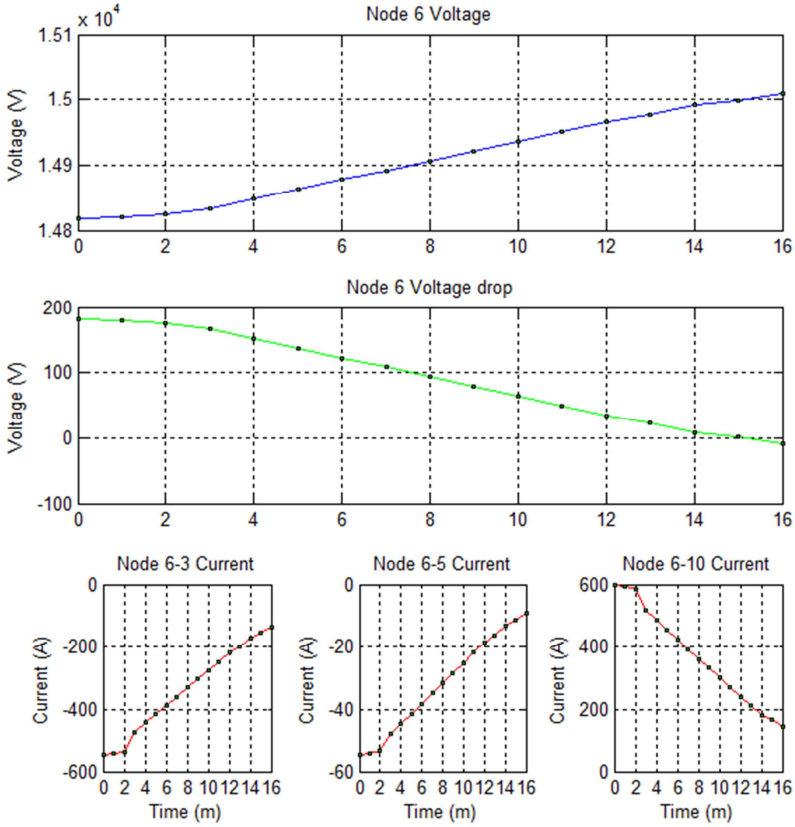 Node 6 Voltage
x 10^4
1.51
1.5
1.49
1.48
Voltage (V)
0 2 4 6 8 10 12 14 16
Node 6 Voltage drop
200
100
0
-100
Voltage (V)
0 2 4 6 8 10 12 14 16
Node 6-3 Current
0
-200
-400
-600
Current (A)
0 2 4 6 8 10 12 14 16
Time (m)
Node 6-5 Current
0
-20
-40
-60
Current (A)
0 2 4 6 8 10 12 14 16
Time (m)
Node 6-10 Current
600
400
200
0
Current (A)
0 2 4 6 8 10 12 14 16
Time (m)